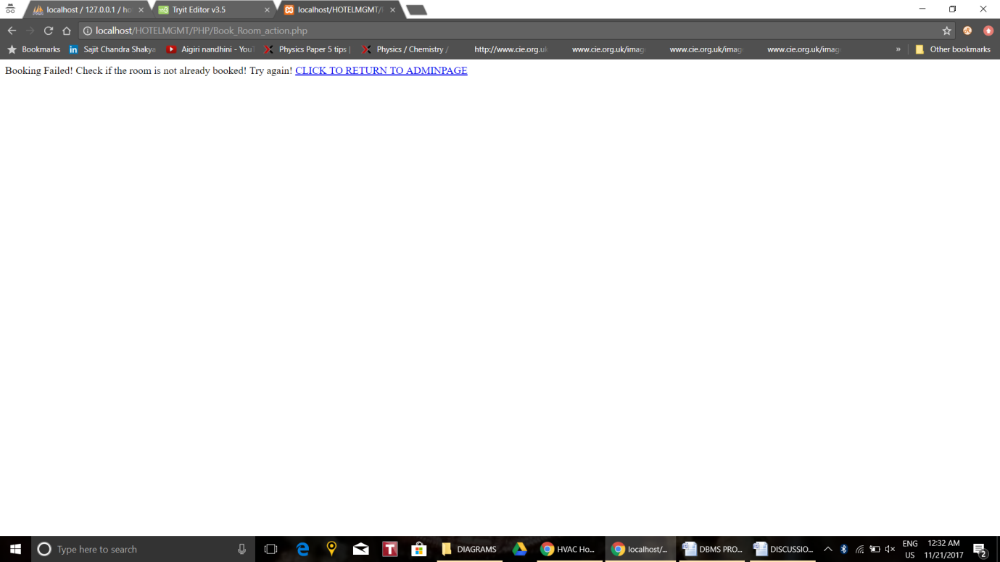 localhost / 127.0.0.1 / ho
Tryit Editor v3.5
localhost/HOTELMGMT/
localhost/HOTELMGMT/PHP/Book_Room_action.php
Bookmarks
Sajit Chandra Shakya
Aigiri nandhini - YouT
Physics Paper 5 tips |
Physics / Chemistry /
http://www.cie.org.uk
www.cie.org.uk/imag
www.cie.org.uk/imag
www.cie.org.uk/imag
»
Other bookmarks
Booking Failed! Check if the room is not already booked! Try again! CLICK TO RETURN TO ADMINPAGE
Type here to search
DIAGRAMS
HVAC Ho...
localhost/...
DBMS PRO...
DISCUSSIO...
ENG
US
12:32 AM
11/21/2017
2